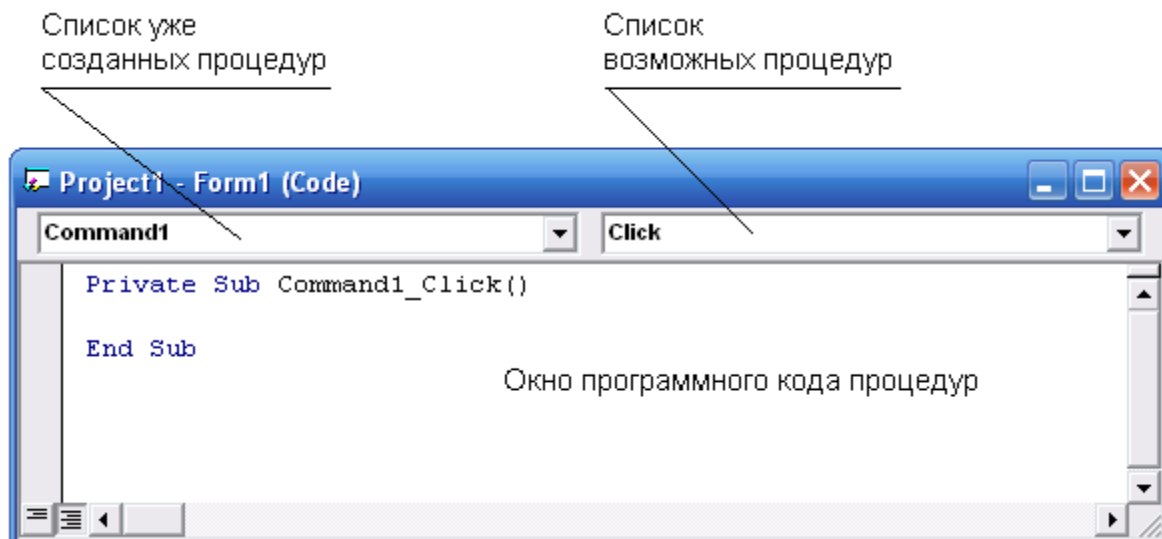 Список уже
созданных процедур
Список
возможных процедур
Project1 - Form1 (Code)
Command1
Click
Private Sub Command1_Click()
End Sub
Окно программного кода процедур